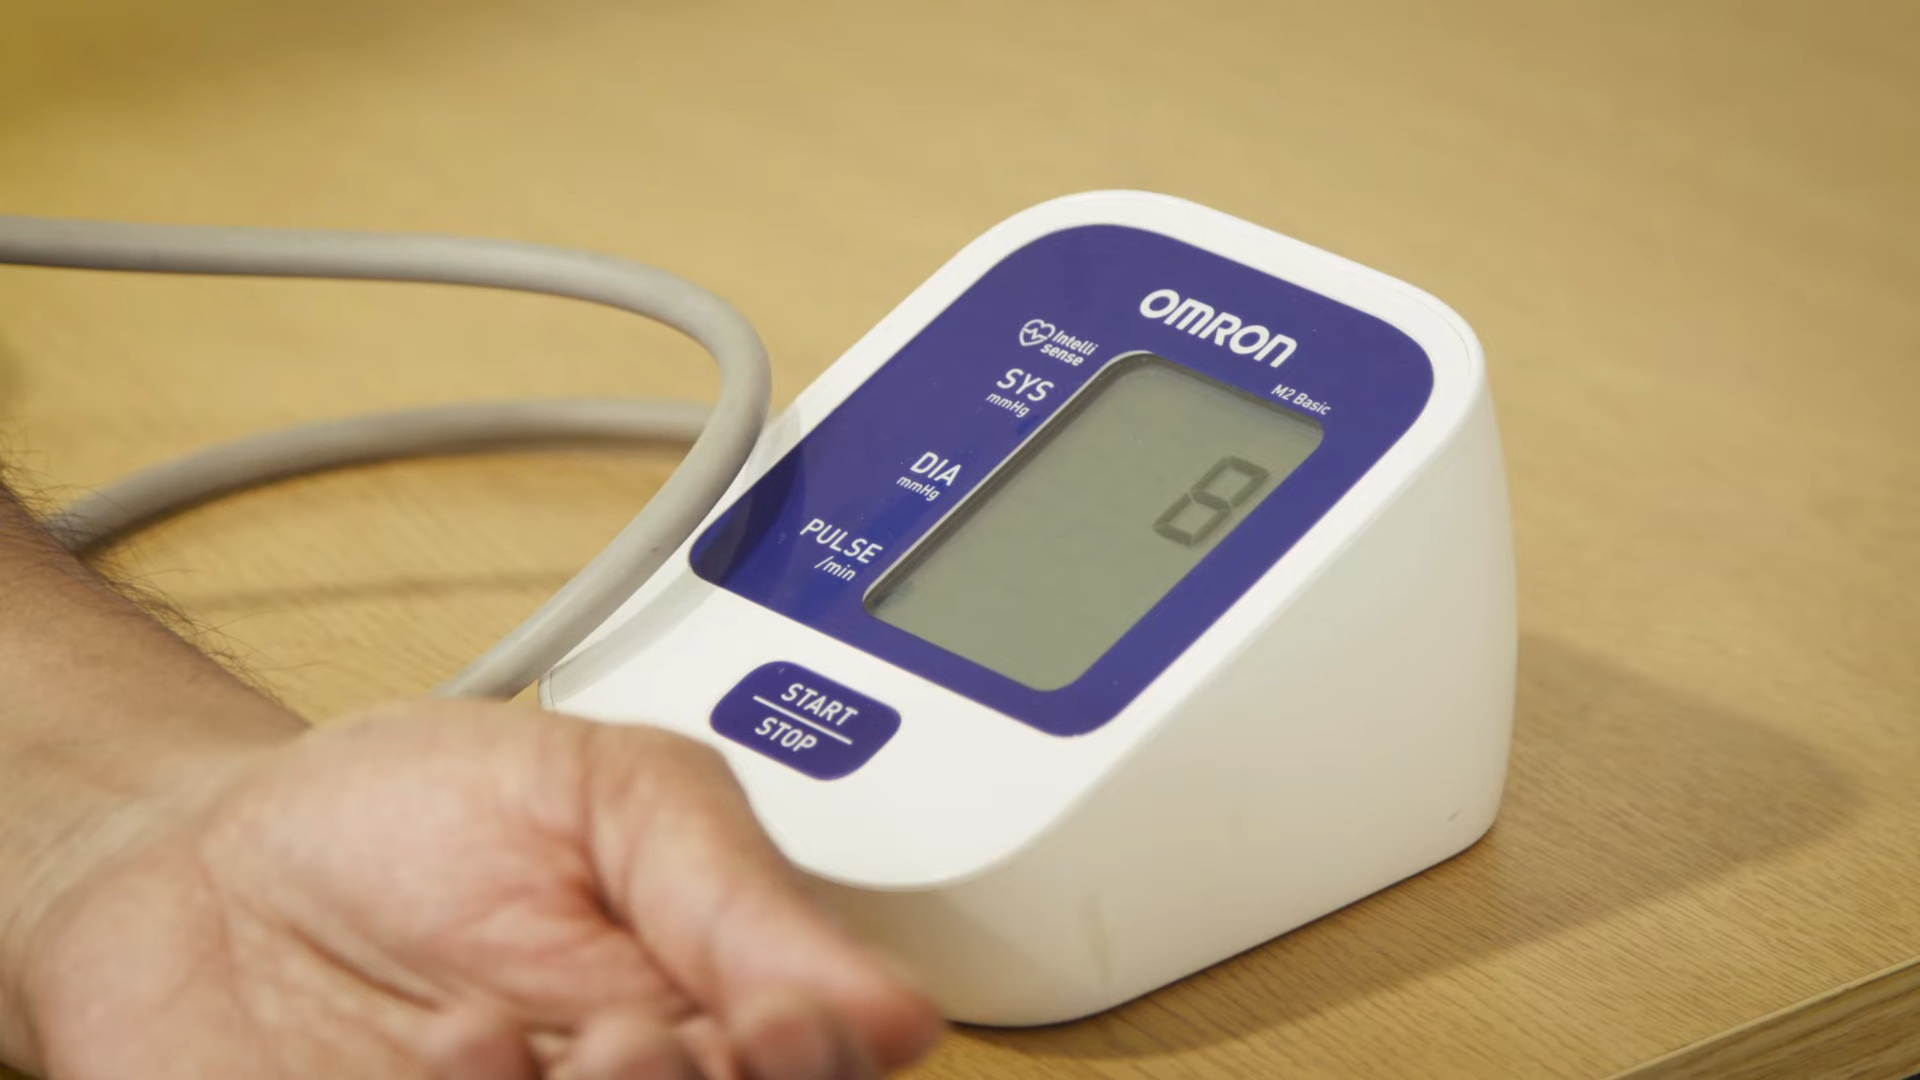 OMRON
M2 Basic
Intelli
sense
SYS
mmHg
DIA
mmHg
PULSE
/min
8
START
STOP